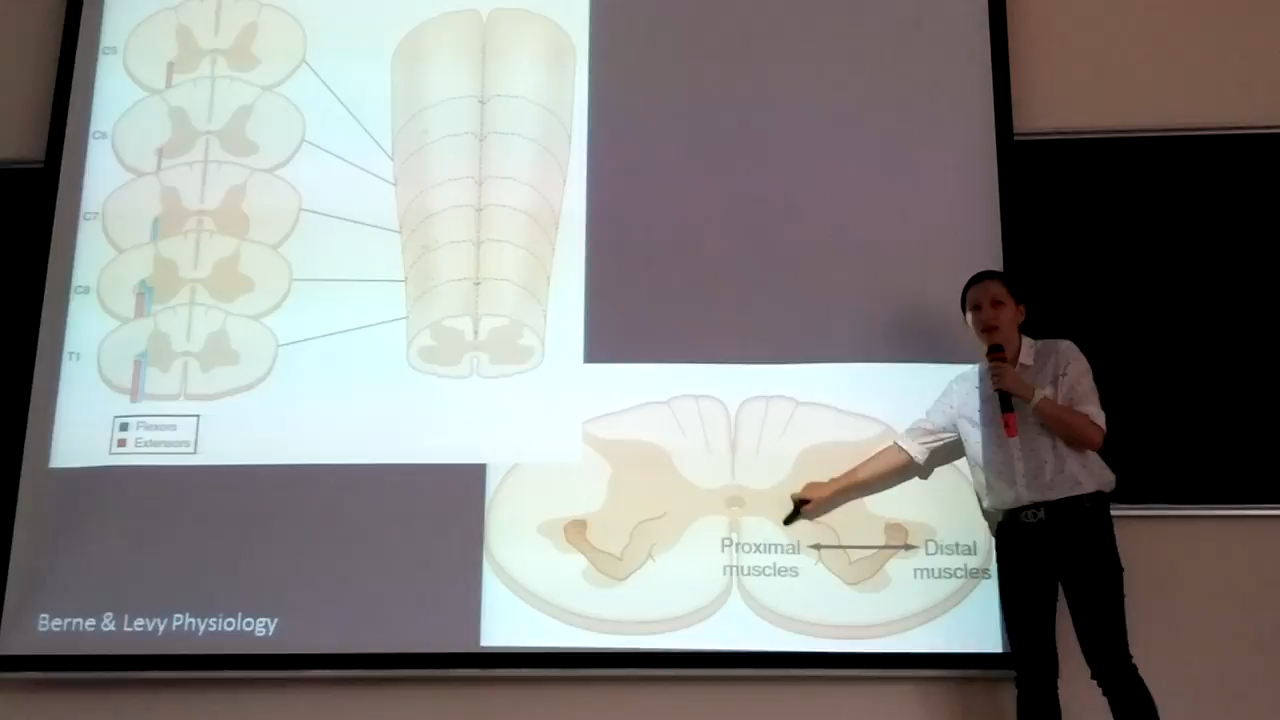 C5
C6
C7
C8
T1
Flexors
Extensors
Proximal
muscles
Distal
muscles
Berne & Levy Physiology